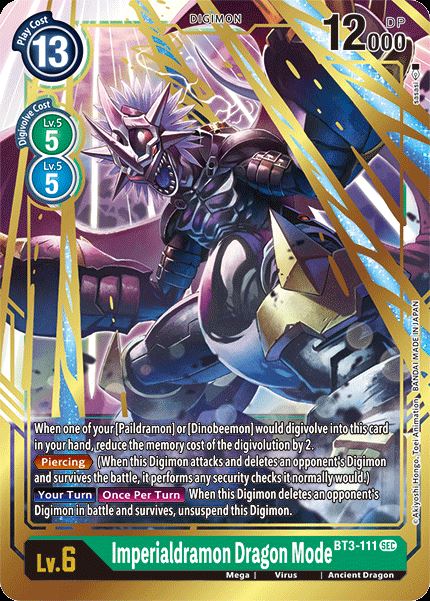 Play Cost
13
DIGIMON
12000
DP
Digivolve Cost
Lv.5
5
Lv.5
5
sasasi
When one of your [Paildramon] or [Dinobeemon] would digivolve into this card
in your hand, reduce the memory cost of the digivolution by 2.
Piercing (When this Digimon attacks and deletes an opponent's Digimon
and survives the battle, it performs any security checks it normally would.)
Your Turn Once Per Turn When this Digimon deletes an opponent's
Digimon in battle and survives, unsuspend this Digimon.
©Akiyoshi Hongo, Toei Animation BANDAI MADE IN JAPAN
Lv.6
Imperialdramon Dragon Mode
BT3-111 SEC
Mega | Virus | Ancient Dragon